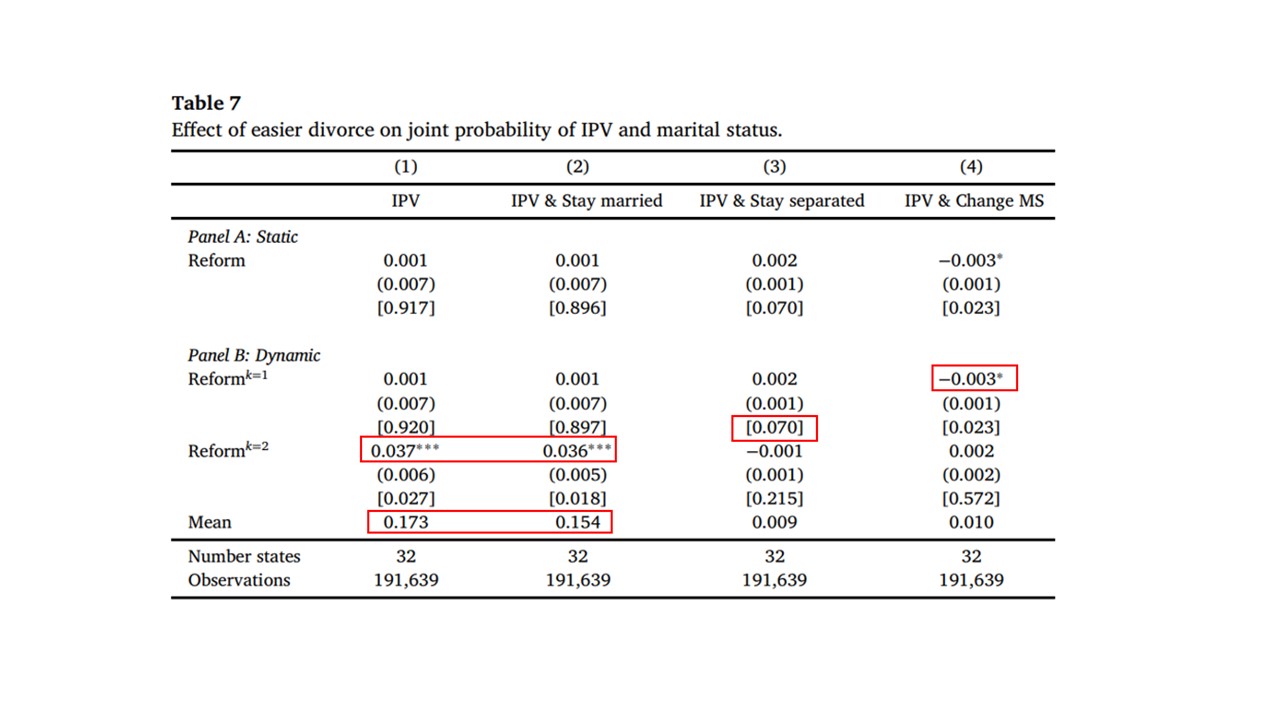 Table 7
Effect of easier divorce on joint probability of IPV and marital status.
(1) (2) (3) (4)
IPV IPV & Stay married IPV & Stay separated IPV & Change MS
Panel A: Static
Reform 0.001 0.001 0.002 −0.003*
(0.007) (0.007) (0.001) (0.001)
[0.917] [0.896] [0.070] [0.023]
Panel B: Dynamic
Reform^k=1 0.001 0.001 0.002 −0.003*
(0.007) (0.007) (0.001) (0.001)
[0.920] [0.897] [0.070] [0.023]
Reform^k=2 0.037*** 0.036*** −0.001 0.002
(0.006) (0.005) (0.001) (0.002)
[0.027] [0.018] [0.215] [0.572]
Mean 0.173 0.154 0.009 0.010
Number states 32 32 32 32
Observations 191,639 191,639 191,639 191,639